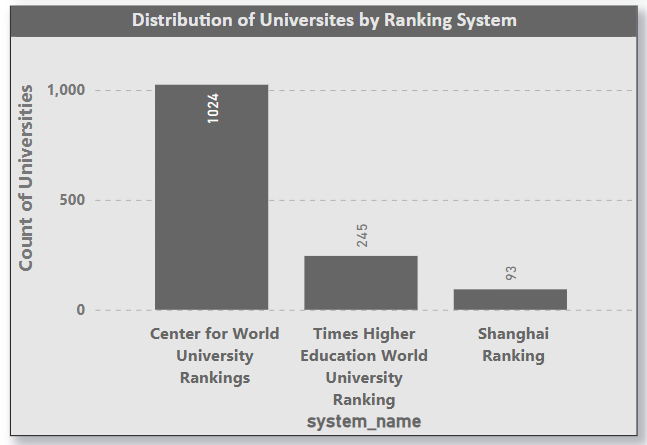 Distribution of Universites by Ranking System
Count of Universities
1,000
500
0
1024
245
93
Center for World
University
Rankings
Times Higher
Education World
University
Ranking
Shanghai
Ranking
system_name